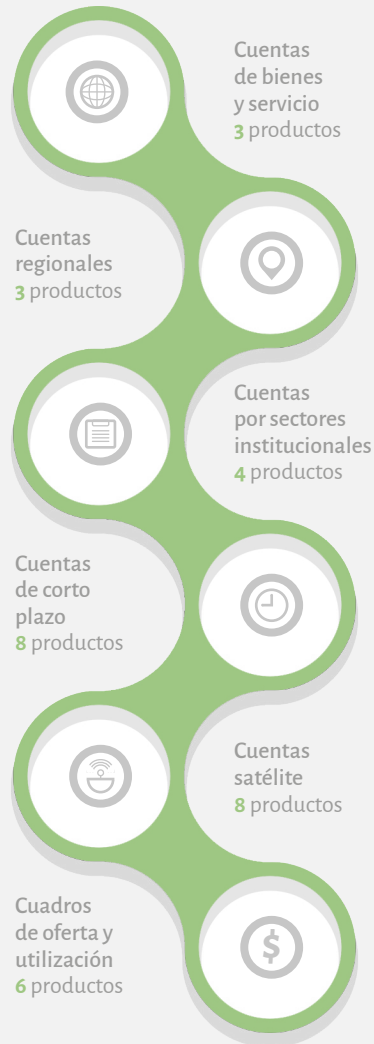 Cuentas
de bienes
y servicio
3 productos
Cuentas
regionales
3 productos
Cuentas
por sectores
institucionales
4 productos
Cuentas
de corto
plazo
8 productos
Cuentas
satélite
8 productos
Cuadros
de oferta y
utilización
6 productos
$